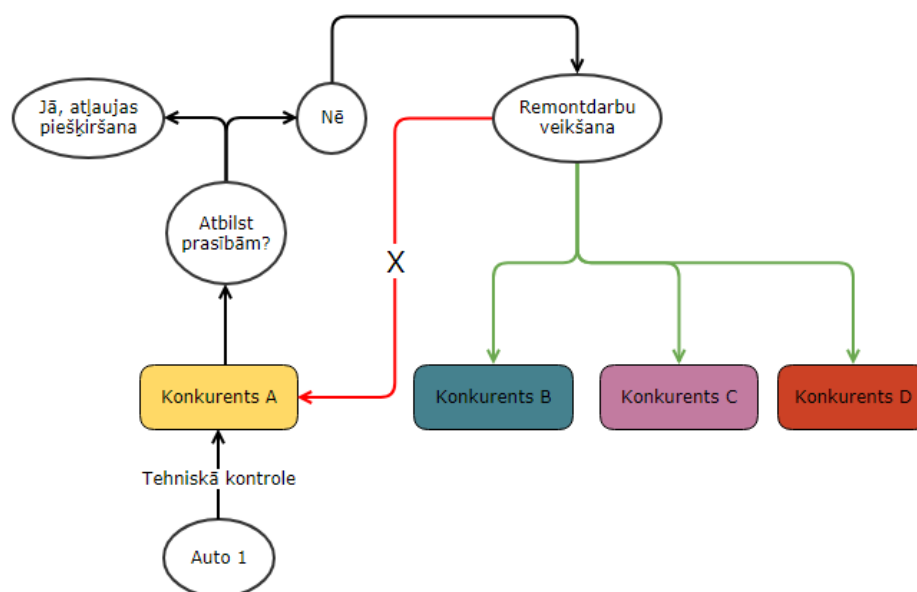 Jā, atļaujas
piešķiršana
Nē
Remontdarbu
veikšana
Atbilst
prasībām?
X
Konkurents A
Konkurents B
Konkurents C
Konkurents D
Tehniskā kontrole
Auto 1